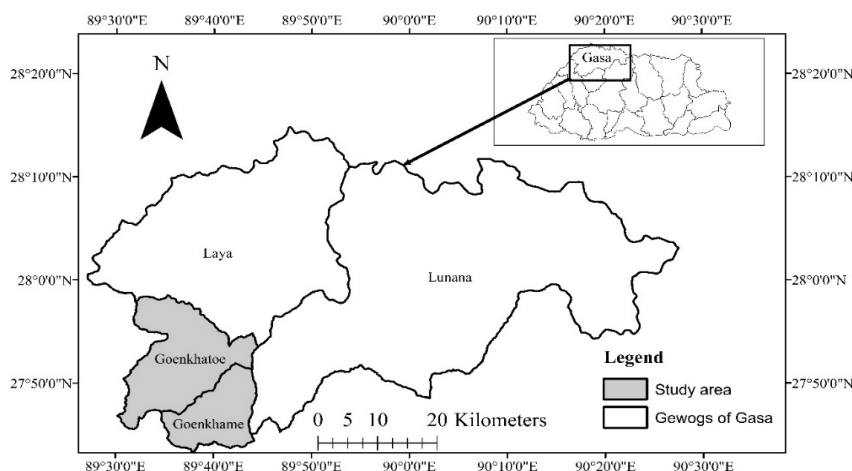 89°30'0"E 89°40'0"E 89°50'0"E 90°0'0"E 90°10'0"E 90°20'0"E 90°30'0"E
N
Gasa
28°20'0"N 28°20'0"N
28°10'0"N 28°10'0"N
Laya
Lunana
28°0'0"N 28°0'0"N
Goenkhatoe
Goenkhame
27°50'0"N 27°50'0"N
Legend
Study area
Gewogs of Gasa
0 5 10 20 Kilometers
89°30'0"E 89°40'0"E 89°50'0"E 90°0'0"E 90°10'0"E 90°20'0"E 90°30'0"E